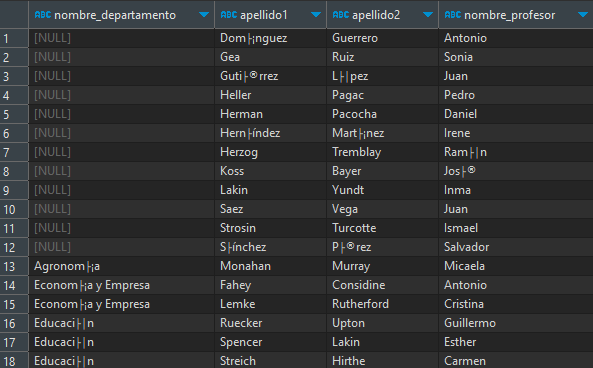 ABC nombre_departamento ABC apellido1 ABC apellido2 ABC nombre_profesor
1 [NULL] Dom├¡nguez Guerrero Antonio
2 [NULL] Gea Ruiz Sonia
3 [NULL] Guti├®rrez L├│pez Juan
4 [NULL] Heller Pagac Pedro
5 [NULL] Herman Pacocha Daniel
6 [NULL] Hern├índez Mart├¡nez Irene
7 [NULL] Herzog Tremblay Ram├│n
8 [NULL] Koss Bayer Jos├®
9 [NULL] Lakin Yundt Inma
10 [NULL] Saez Vega Juan
11 [NULL] Strosin Turcotte Ismael
12 [NULL] S├ínchez P├®rez Salvador
13 Agronom├¡a Monahan Murray Micaela
14 Econom├¡a y Empresa Fahey Considine Antonio
15 Econom├¡a y Empresa Lemke Rutherford Cristina
16 Educaci├│n Ruecker Upton Guillermo
17 Educaci├│n Spencer Lakin Esther
18 Educaci├│n Streich Hirthe Carmen